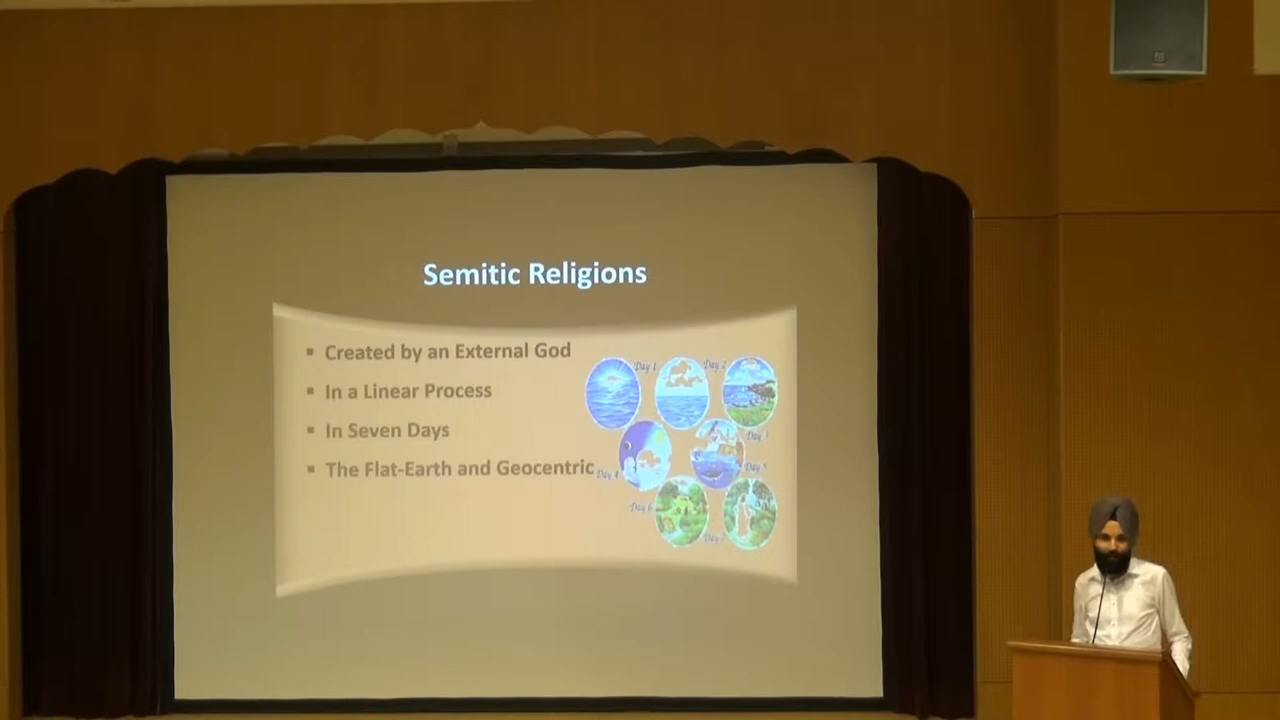 Semitic Religions
Created by an External God
In a Linear Process
In Seven Days
The Flat-Earth and Geocentric
Day 1
Day 2
Day 3
Day 4
Day 5
Day 6
Day 7